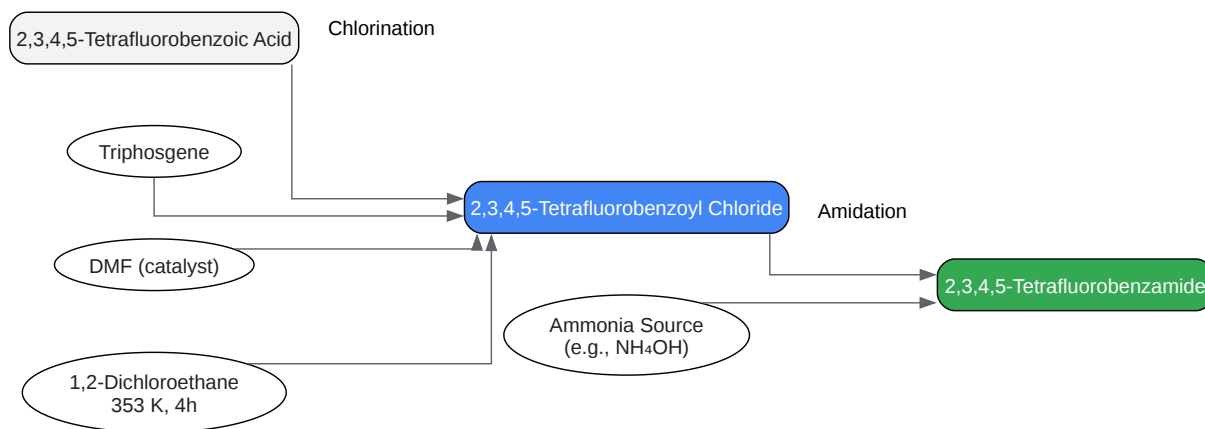 2,3,4,5-Tetrafluorobenzoic Acid
Chlorination
Triphosgene
2,3,4,5-Tetrafluorobenzoyl Chloride
Amidation
DMF (catalyst)
2,3,4,5-Tetrafluorobenzamide
Ammonia Source
(e.g., NH₄OH)
1,2-Dichloroethane
353 K, 4h